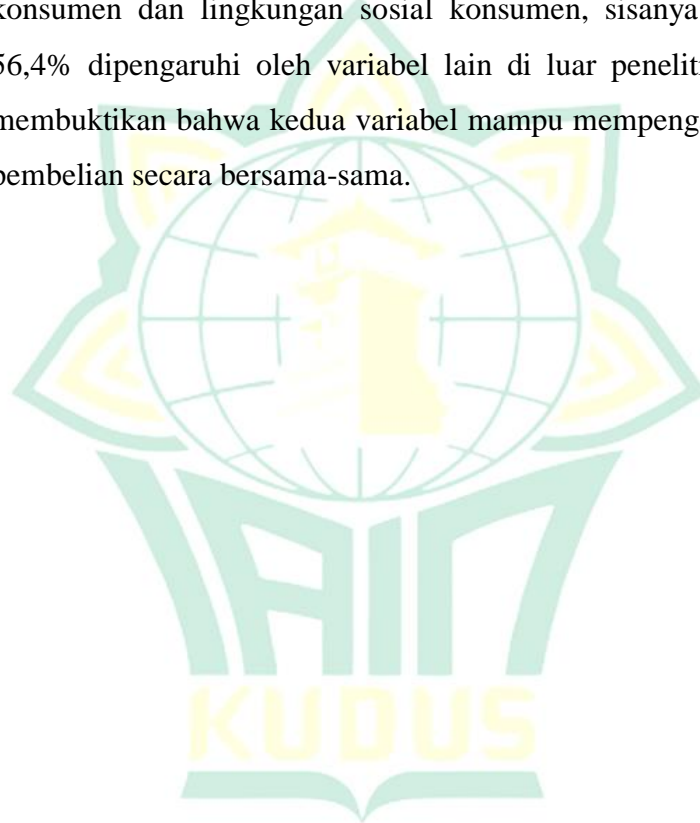 konsumen dan lingkungan sosial konsumen, sisanya
56,4% dipengaruhi oleh variabel lain di luar penelit
membuktikan bahwa kedua variabel mampu mempeng
pembelian secara bersama-sama.
IAIN
KUDUS